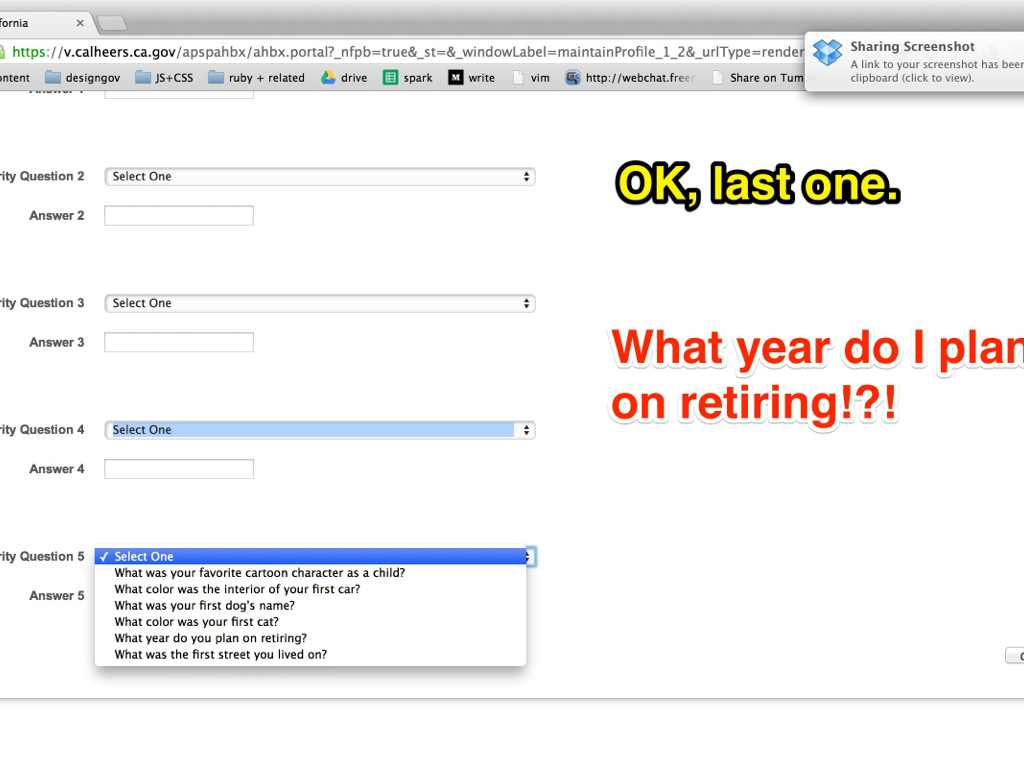 fornia
https://v.calheers.ca.gov/apspahbx/ahbx.portal?_nfpb=true&_st=&_windowLabel=maintainProfile_1_2&_urlType=render
Sharing Screenshot
A link to your screenshot has been
clipboard (click to view).
ontent designgov JS+CSS ruby + related drive spark M write vim http://webchat.freen Share on Tum
Answer 1
rity Question 2 Select One
OK, last one.
Answer 2
rity Question 3 Select One
Answer 3
What year do I plan
on retiring!?!
rity Question 4 Select One
Answer 4
rity Question 5 ✓ Select One
What was your favorite cartoon character as a child?
What color was the interior of your first car?
Answer 5 What was your first dog's name?
What color was your first cat?
What year do you plan on retiring?
What was the first street you lived on?